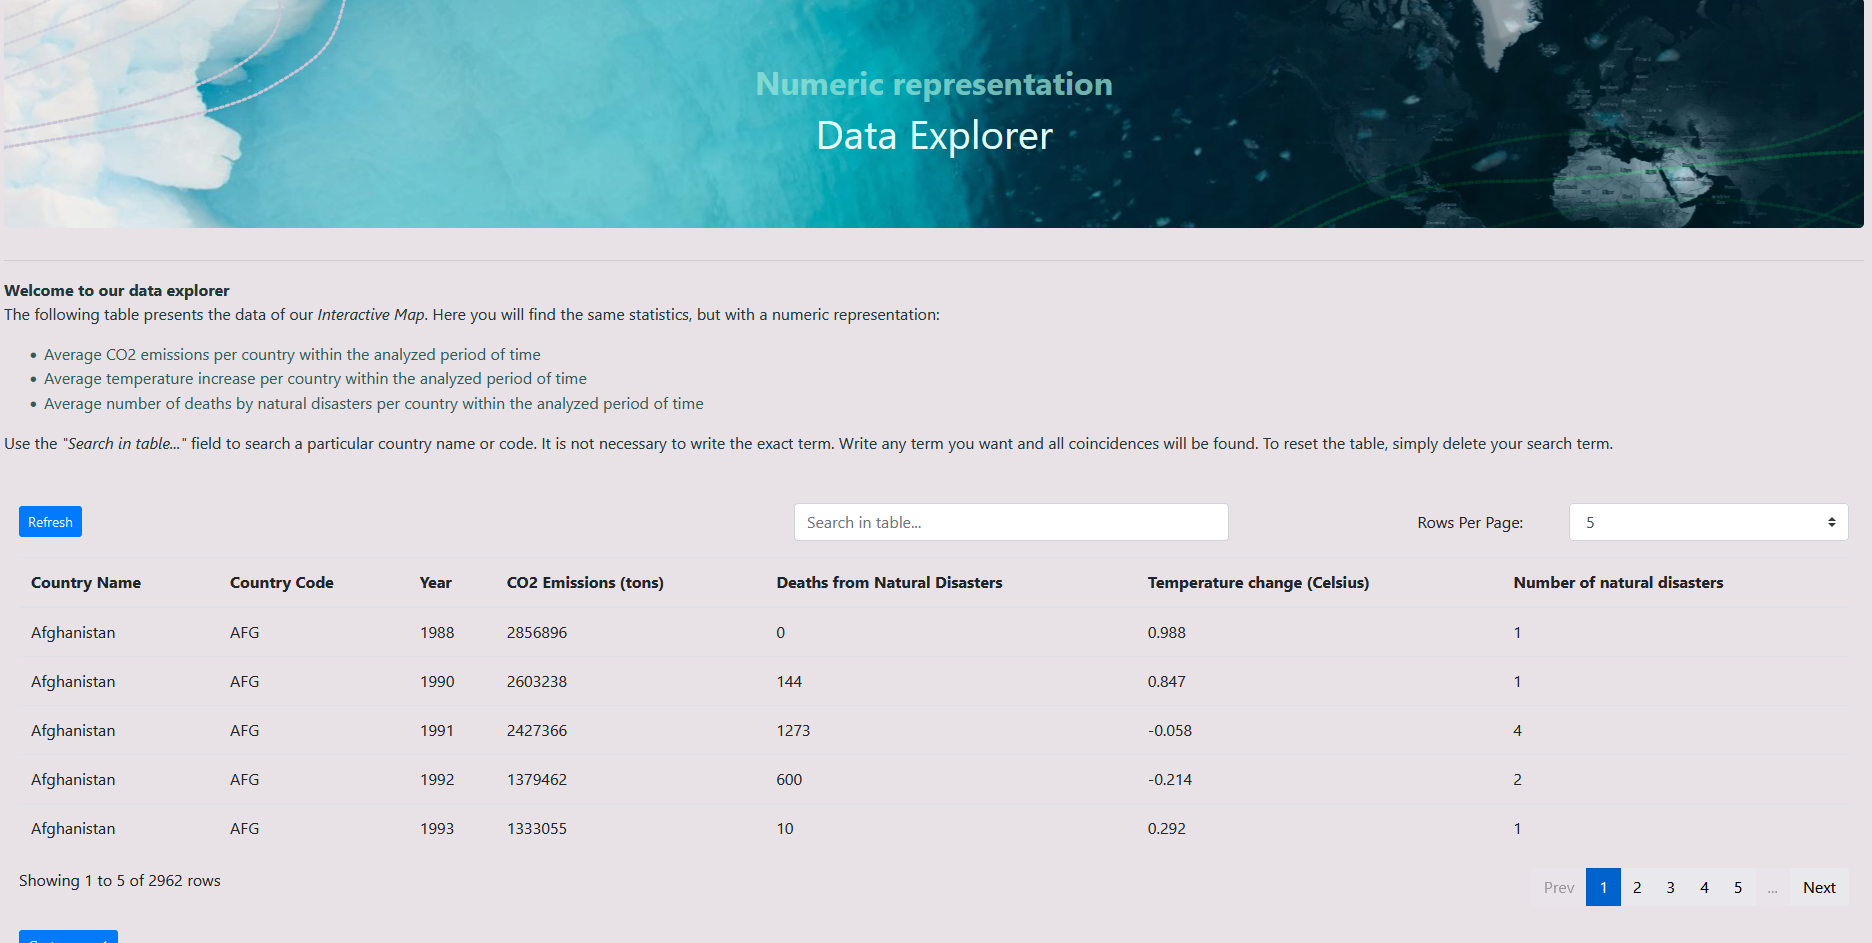 Numeric representation
Data Explorer
Welcome to our data explorer
The following table presents the data of our Interactive Map. Here you will find the same statistics, but with a numeric representation:
• Average CO2 emissions per country within the analyzed period of time
• Average temperature increase per country within the analyzed period of time
• Average number of deaths by natural disasters per country within the analyzed period of time
Use the "Search in table..." field to search a particular country name or code. It is not necessary to write the exact term. Write any term you want and all coincidences will be found. To reset the table, simply delete your search term.
Refresh Search in table... Rows Per Page: 5
Country Name Country Code Year CO2 Emissions (tons) Deaths from Natural Disasters Temperature change (Celsius) Number of natural disasters
Afghanistan AFG 1988 2856896 0 0.988 1
Afghanistan AFG 1990 2603238 144 0.847 1
Afghanistan AFG 1991 2427366 1273 -0.058 4
Afghanistan AFG 1992 1379462 600 -0.214 2
Afghanistan AFG 1993 1333055 10 0.292 1
Showing 1 to 5 of 2962 rows Prev 1 2 3 4 5 ... Next